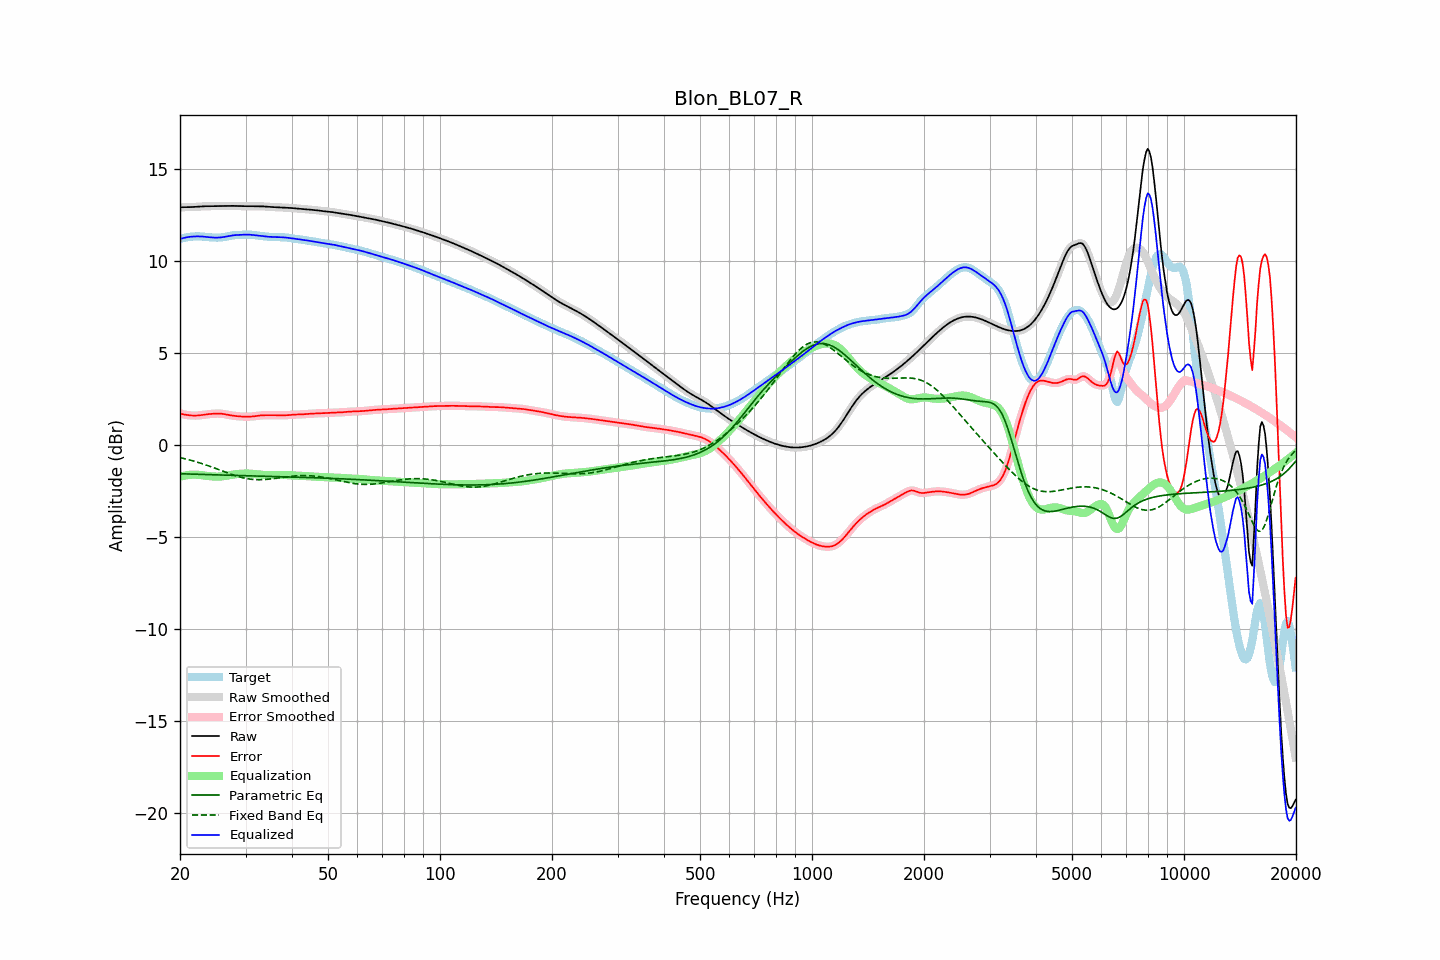 Blon_BL07_R
Amplitude (dBr)
15
10
5
0
−5
−10
−15
−20
Target
Raw Smoothed
Error Smoothed
Raw
Error
Equalization
Parametric Eq
Fixed Band Eq
Equalized
20 50 100 200 500 1000 2000 5000 10000 20000
Frequency (Hz)